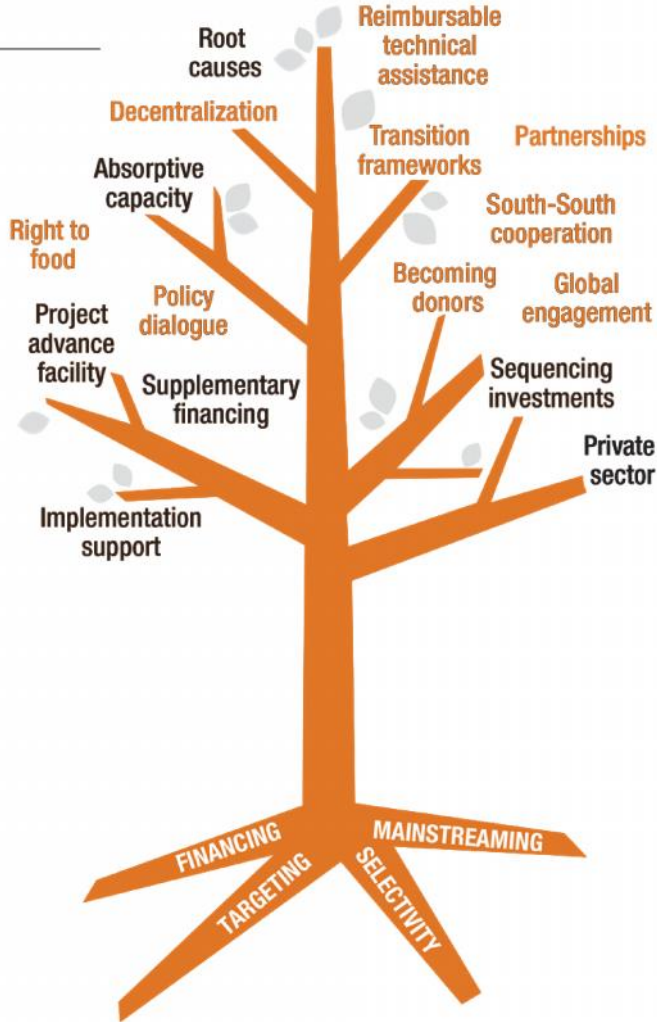 Root
causes
Reimbursable
technical
assistance
Decentralization
Transition
frameworks
Partnerships
Absorptive
capacity
South-South
cooperation
Right to
food
Policy
dialogue
Becoming
donors
Global
engagement
Project
advance
facility
Supplementary
financing
Sequencing
investments
Private
sector
Implementation
support
FINANCING
TARGETING
SELECTIVITY
MAINSTREAMING